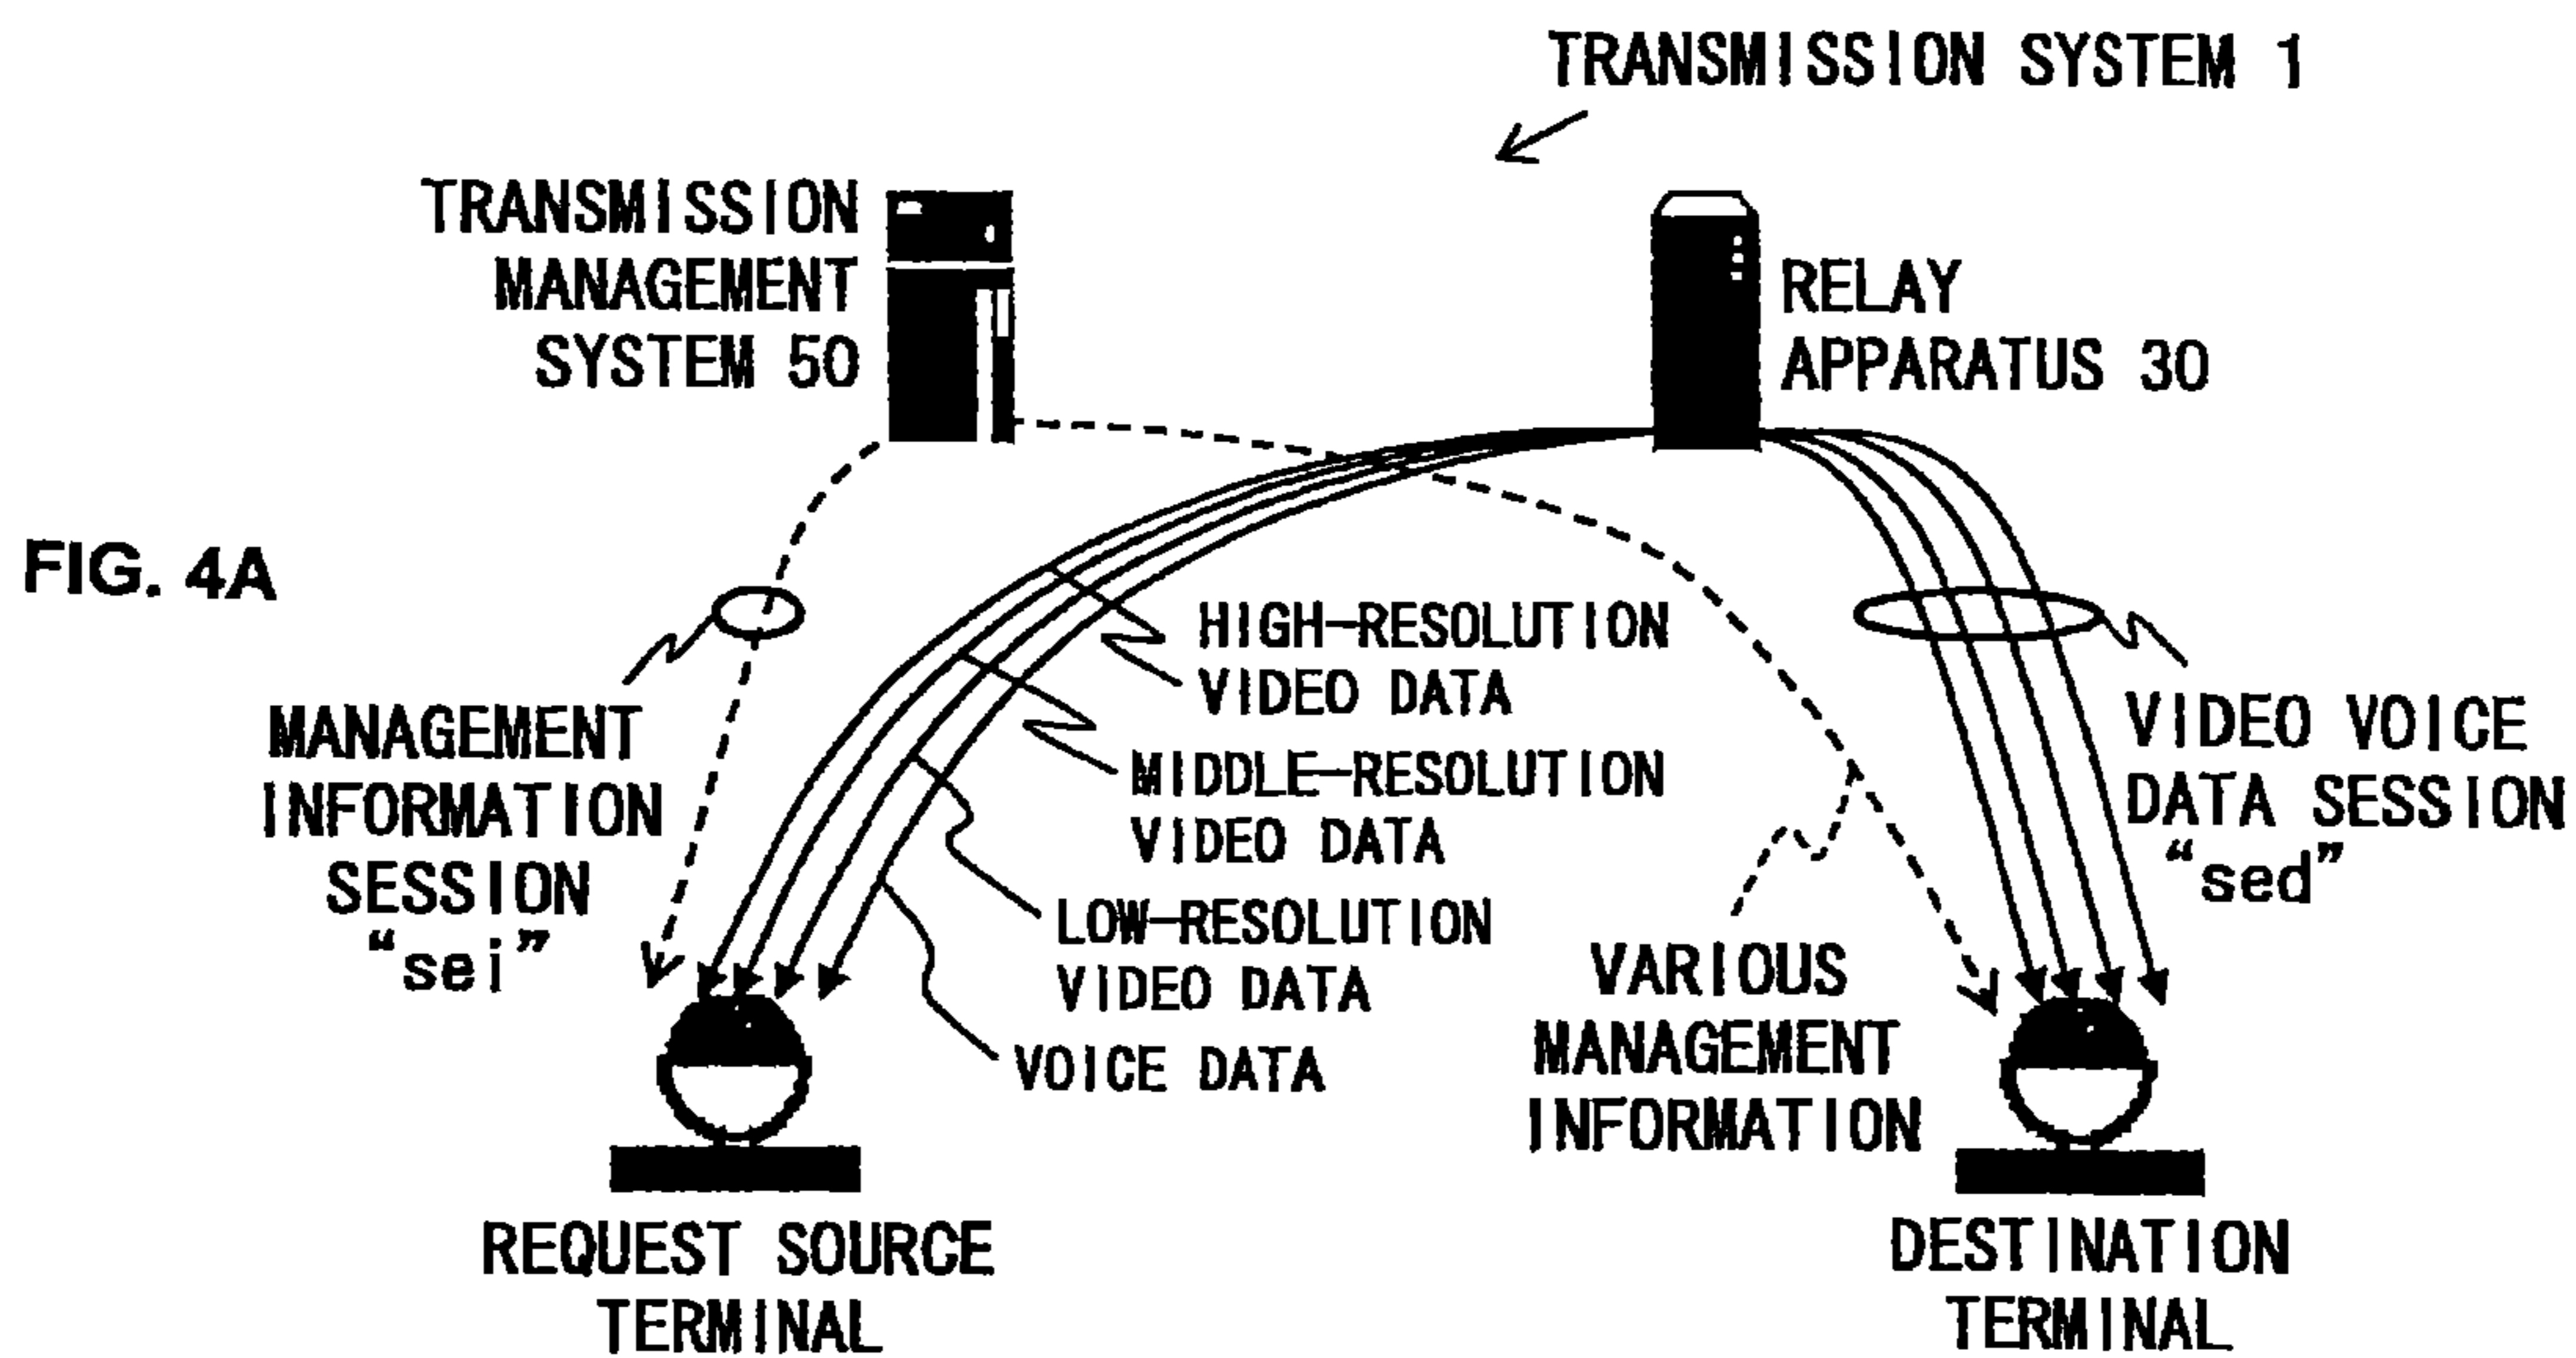 TRANSMISSION SYSTEM 1
TRANSMISSION
MANAGEMENT
SYSTEM 50
RELAY
APPARATUS 30
FIG. 4A
HIGH-RESOLUTION
VIDEO DATA
MANAGEMENT
INFORMATION
SESSION
“sei”
MIDDLE-RESOLUTION
VIDEO DATA
VIDEO VOICE
DATA SESSION
“sed”
LOW-RESOLUTION
VIDEO DATA
VOICE DATA
VARIOUS
MANAGEMENT
INFORMATION
REQUEST SOURCE
TERMINAL
DESTINATION
TERMINAL